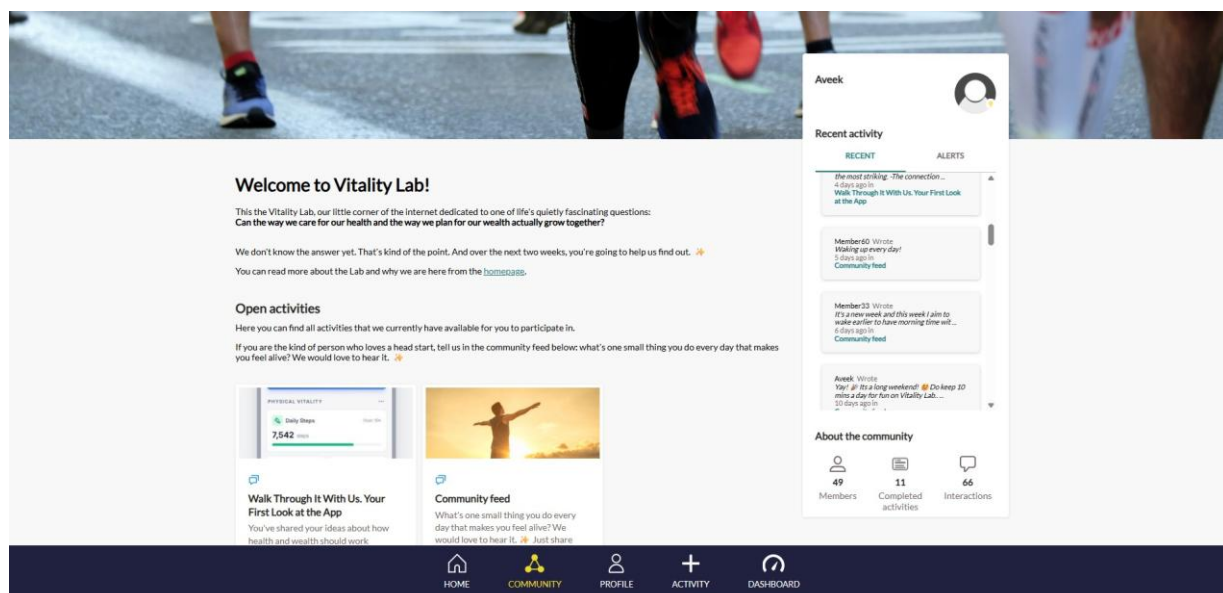 Welcome to Vitality Lab!
This the Vitality Lab, our little corner of the internet dedicated to one of life's quietly fascinating questions:
Can the way we care for our health and the way we plan for our wealth actually grow together?
We don't know the answer yet. That's kind of the point. And over the next two weeks, you're going to help us find out. ✨
You can read more about the Lab and why we are here from the homepage.
Open activities
Here you can find all activities that we currently have available for you to participate in.
If you are the kind of person who loves a head start, tell us in the community feed below: what's one small thing you do every day that makes
you feel alive? We would love to hear it. ✨
PHYSICAL VITALITY
Daily Steps
7,542
Walk Through It With Us. Your
First Look at the App
You've shared your ideas about how
health and wealth should work
Community feed
What's one small thing you do every
day that makes you feel alive? We
would love to hear it. ✨ Just share
Aveek
Recent activity
RECENT
ALERTS
the most striking. -The connection ...
4 days ago in
Walk Through It With Us. Your First Look
at the App
Member60 Wrote
Waking up every day!
5 days ago in
Community feed
Member33 Wrote
It's a new week and this week I aim to
wake earlier to have morning time wit ...
6 days ago in
Community feed
Aveek Wrote
Yay! 🎉 Its a long weekend! Do keep 10
mins a day for fun on Vitality Lab. ...
10 days ago in
About the community
49
Members
11
Completed
activities
66
Interactions
HOME
COMMUNITY
PROFILE
ACTIVITY
DASHBOARD